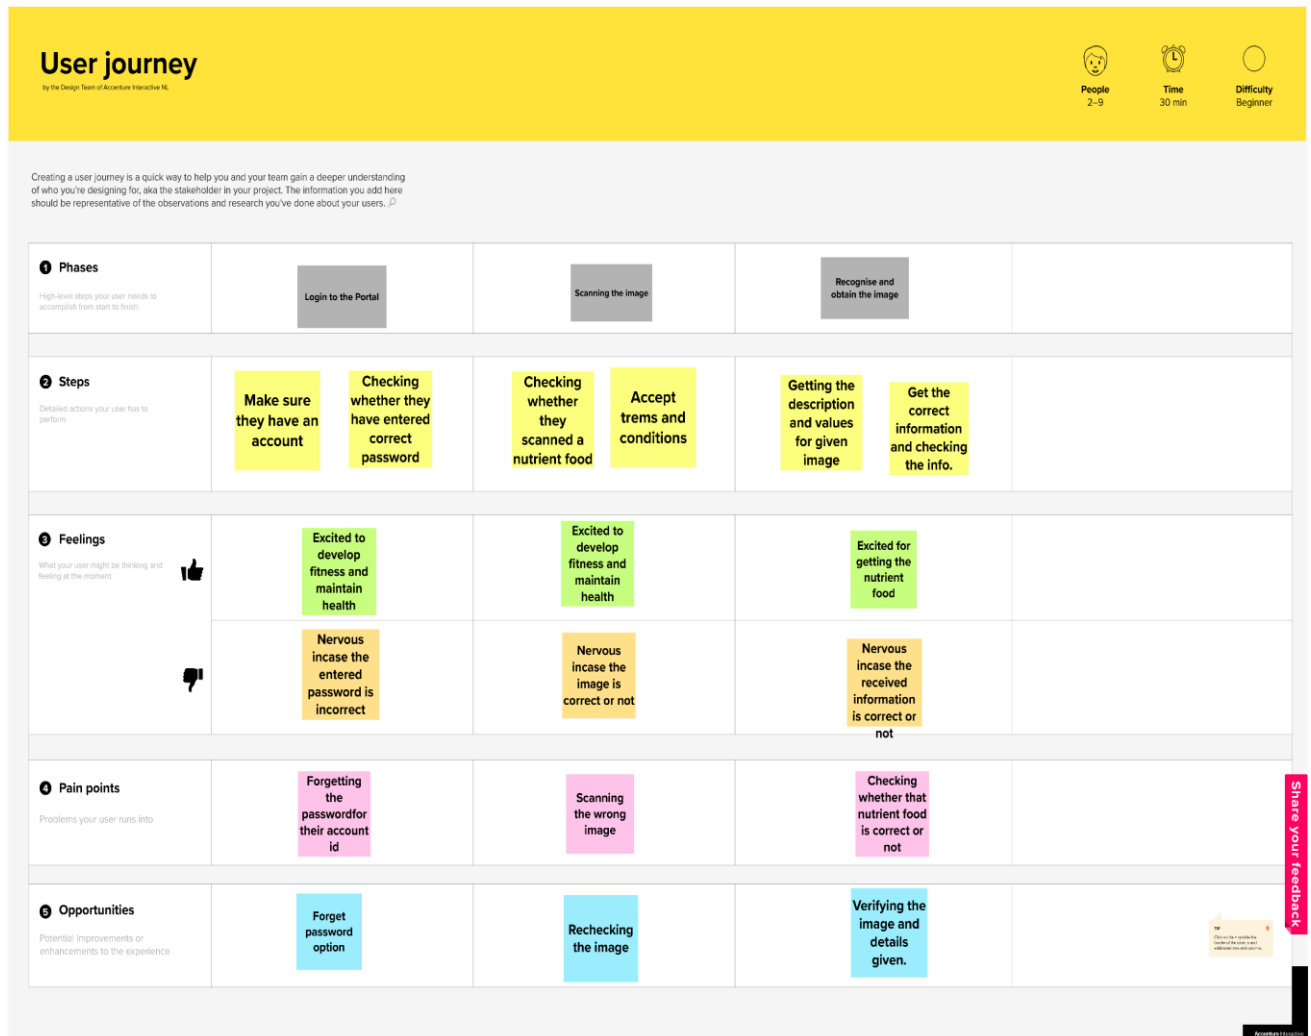 User journey
by the Design Team of Accenture Interactive NL
People
2–9
Time
30 min
Difficulty
Beginner
Creating a user journey is a quick way to help you and your team gain a deeper understanding
of who you're designing for, aka the stakeholder in your project. The information you add here
should be representative of the observations and research you've done about your users.
1 Phases
High-level steps your user needs to
accomplish from start to finish
Login to the Portal
Scanning the image
Recognise and
obtain the image
2 Steps
Detailed actions your user has to
perform
Make sure
they have an
account
Checking
whether they
have entered
correct
password
Checking
whether
they
scanned a
nutrient food
Accept
trems and
conditions
Getting the
description
and values
for given
image
Get the
correct
information
and checking
the info.
3 Feelings
What your user might be thinking and
feeling at the moment
Excited to
develop
fitness and
maintain
health
Excited to
develop
fitness and
maintain
health
Excited for
getting the
nutrient
food
Nervous
incase the
entered
password is
incorrect
Nervous
incase the
image is
correct or not
Nervous
incase the
received
information
is correct or
not
4 Pain points
Problems your user runs into
Forgetting
the
passwordfor
their account
id
Scanning
the wrong
image
Checking
whether that
nutrient food
is correct or
not
5 Opportunities
Potential improvements or
enhancements to the experience
Forget
password
option
Rechecking
the image
Verifying the
image and
details
given.
TIP
Share your feedback
Accenture Interactive